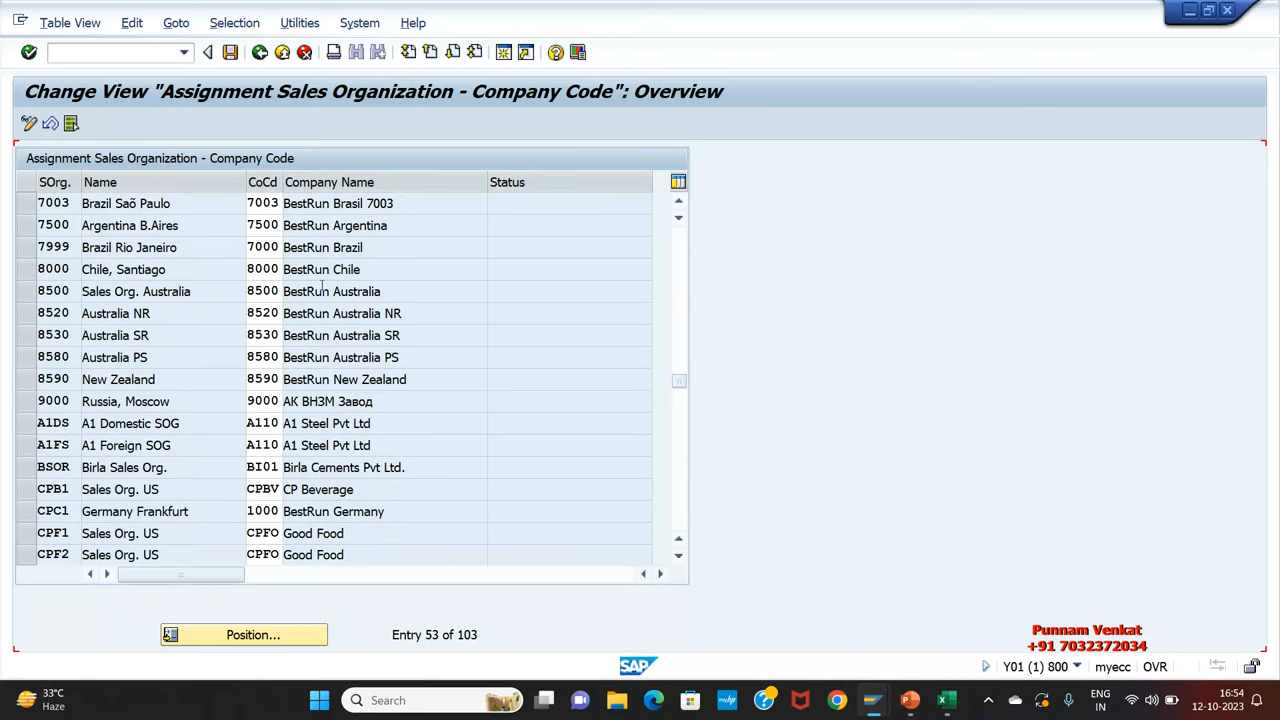 Table View Edit Goto Selection Utilities System Help
Change View "Assignment Sales Organization - Company Code": Overview
Assignment Sales Organization - Company Code
SOrg. Name CoCd Company Name Status
7003 Brazil Saõ Paulo 7003 BestRun Brasil 7003
7500 Argentina B.Aires 7500 BestRun Argentina
7999 Brazil Rio Janeiro 7000 BestRun Brazil
8000 Chile, Santiago 8000 BestRun Chile
8500 Sales Org. Australia 8500 BestRun Australia
8520 Australia NR 8520 BestRun Australia NR
8530 Australia SR 8530 BestRun Australia SR
8580 Australia PS 8580 BestRun Australia PS
8590 New Zealand 8590 BestRun New Zealand
9000 Russia, Moscow 9000 АК ВНЗМ Завод
A1DS A1 Domestic SOG A110 A1 Steel Pvt Ltd
A1FS A1 Foreign SOG A110 A1 Steel Pvt Ltd
BSOR Birla Sales Org. BI01 Birla Cements Pvt Ltd.
CPB1 Sales Org. US CPBV CP Beverage
CPC1 Germany Frankfurt 1000 BestRun Germany
CPF1 Sales Org. US CPFO Good Food
CPF2 Sales Org. US CPFO Good Food
Position... Entry 53 of 103
Punnam Venkat
+91 7032372034
SAP Y01 (1) 800 myecc OVR
33°C
Haze
Search
mhp
ENG
IN
16:54
12-10-2023